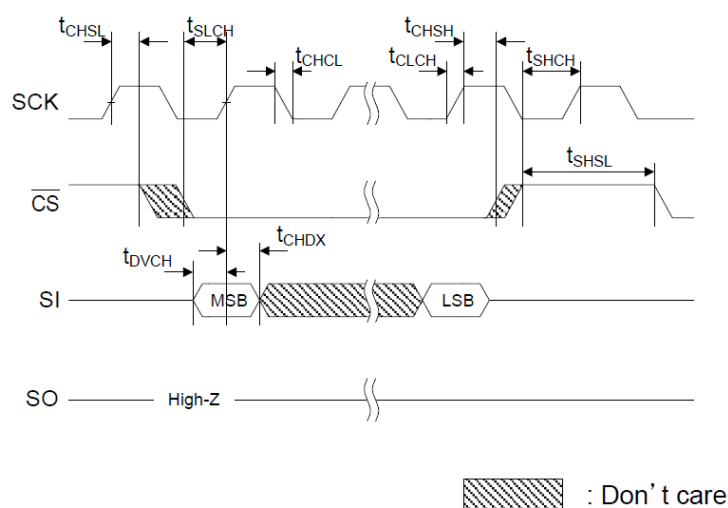 tCHSL
tSLCH
tCHCL
tCLCH
tCHSH
tSHCH
SCK
tSHSL
CS
tDVCH
tCHDX
SI
MSB
LSB
SO
High-Z
: Don't care